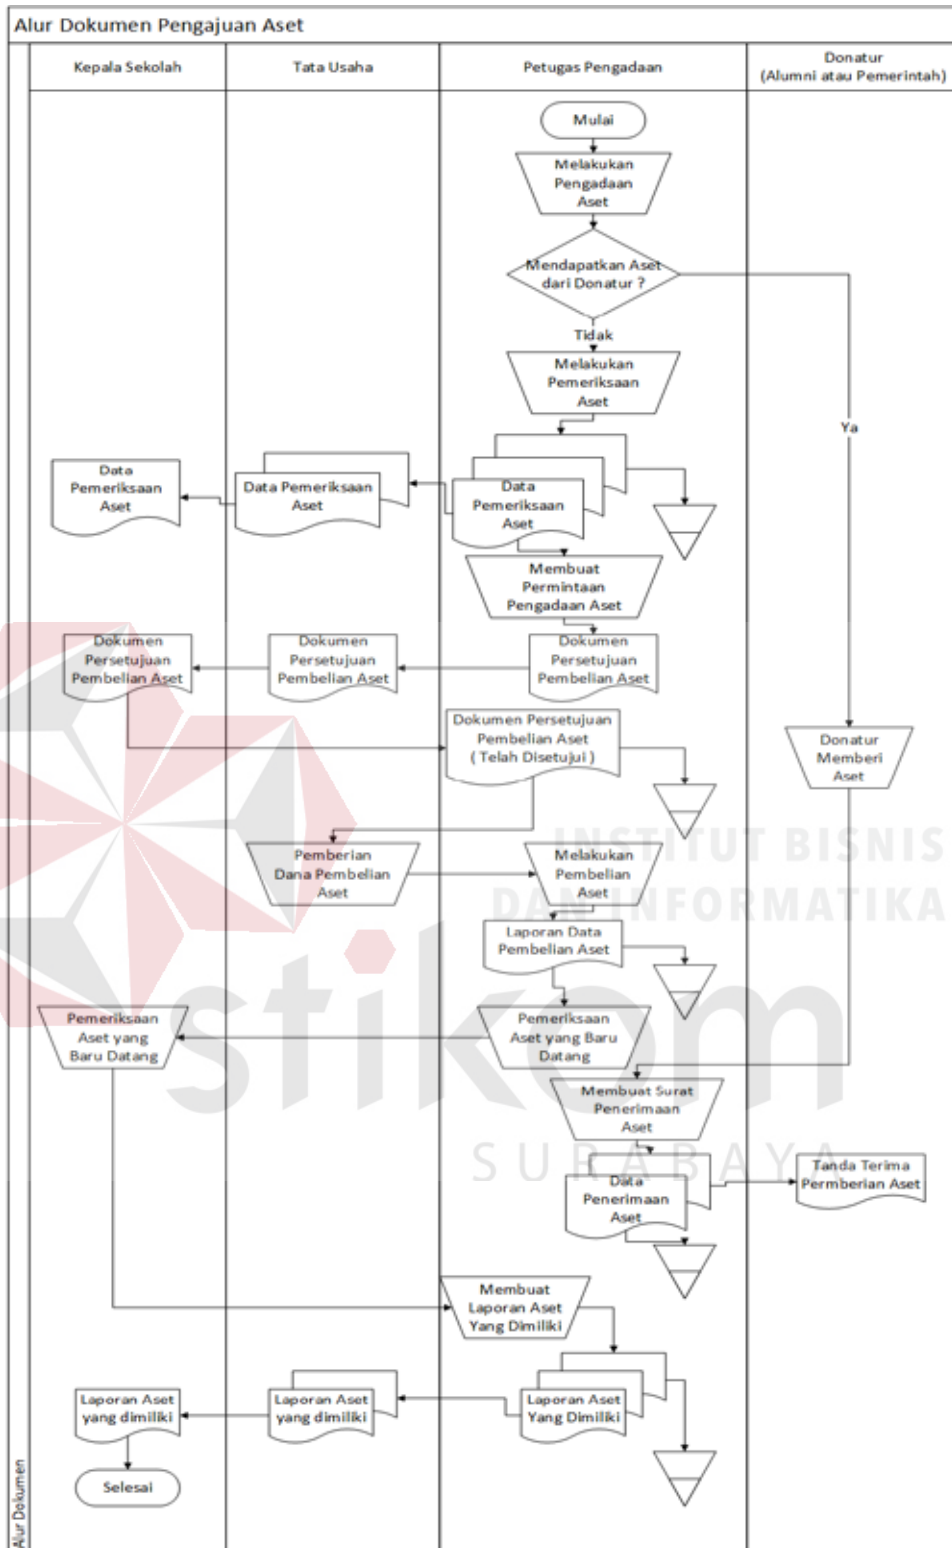 Alur Dokumen Pengajuan Aset
Kepala Sekolah
Tata Usaha
Petugas Pengadaan
Donatur
(Alumni atau Pemerintah)
Mulai
Melakukan
Pengadaan
Aset
Mendapatkan Aset
dari Donatur ?
Tidak
Melakukan
Pemeriksaan
Aset
Ya
Data
Pemeriksaan
Aset
Data Pemeriksaan
Aset
Data
Pemeriksaan
Aset
Membuat
Permintaan
Pengadaan Aset
Dokumen
Persetujuan
Pembelian Aset
Dokumen
Persetujuan
Pembelian Aset
Dokumen
Persetujuan
Pembelian Aset
Dokumen Persetujuan
Pembelian Aset
( Telah Disetujui )
Donatur
Memberi
Aset
Pemberian
Dana Pembelian
Aset
Melakukan
Pembelian
Aset
INSTITUT BISNIS
DAN INFORMATIKA
Laporan Data
Pembelian Aset
stikom
SURABAYA
Pemeriksaan
Aset yang
Baru Datang
Pemeriksaan
Aset yang Baru
Datang
Membuat Surat
Penerimaan
Aset
Data
Penerimaan
Aset
Tanda Terima
Permberian Aset
Membuat
Laporan Aset
Yang Dimiliki
Laporan Aset
yang dimiliki
Laporan Aset
yang dimiliki
Laporan Aset
Yang Dimiliki
Selesai
Alur Dokumen